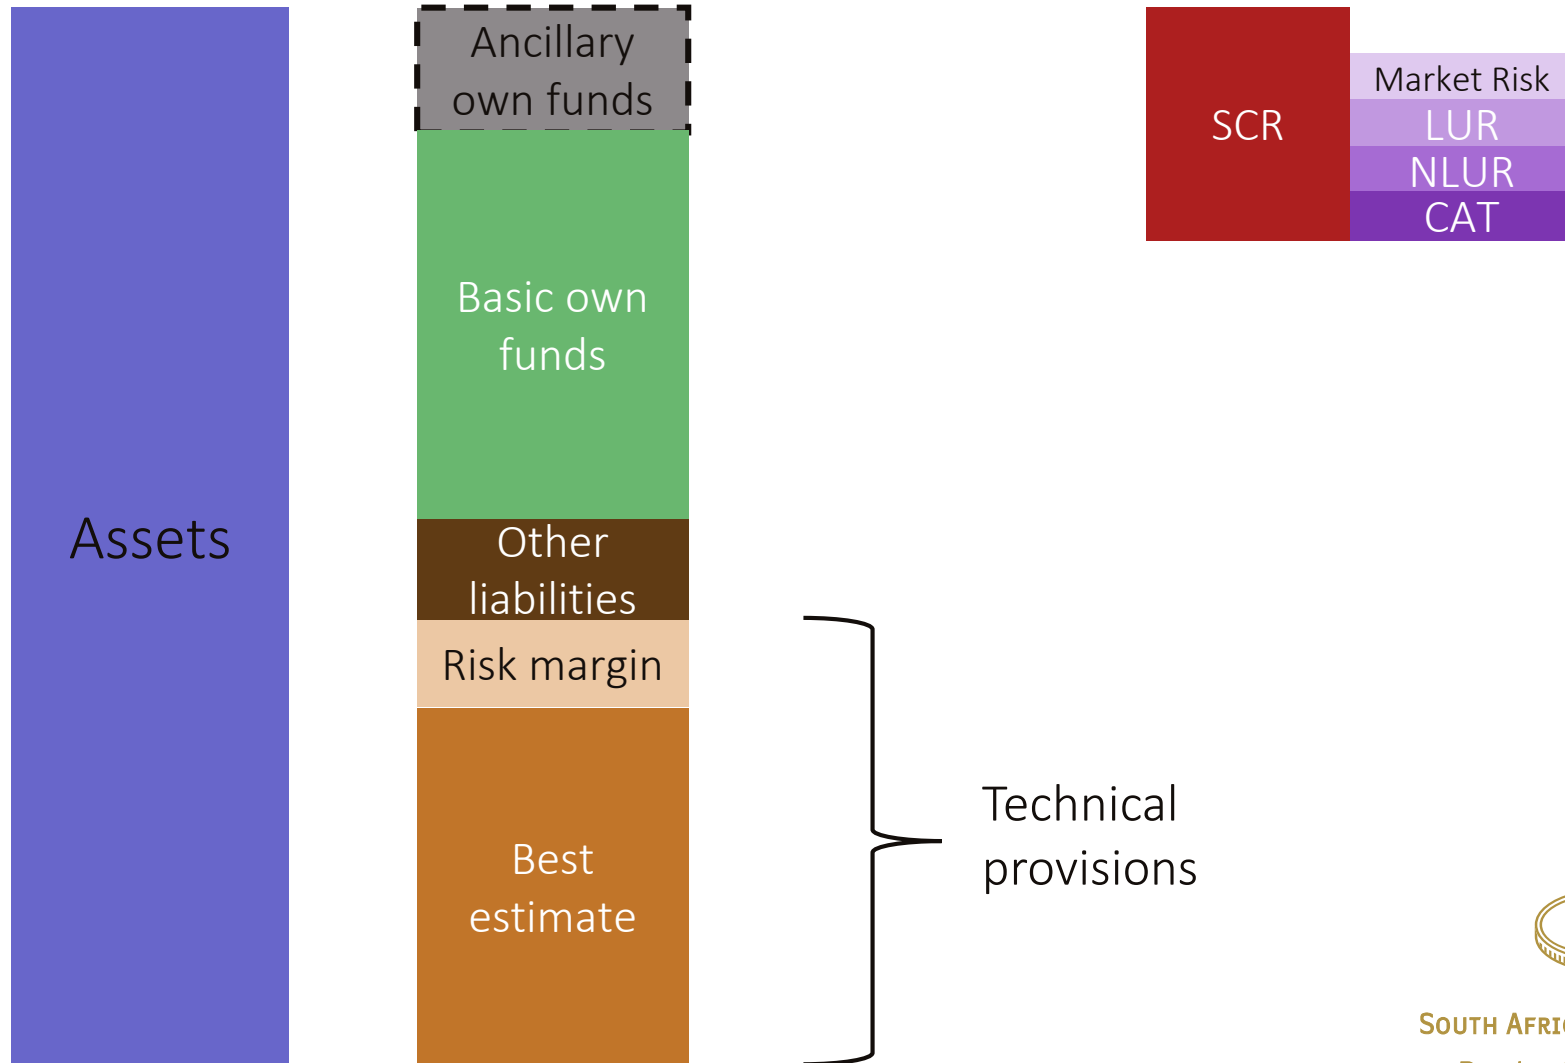 Assets
Ancillary
own funds
Basic own
funds
Other
liabilities
Risk margin
Best
estimate
Technical
provisions
SCR
Market Risk
LUR
NLUR
CAT
SOUTH